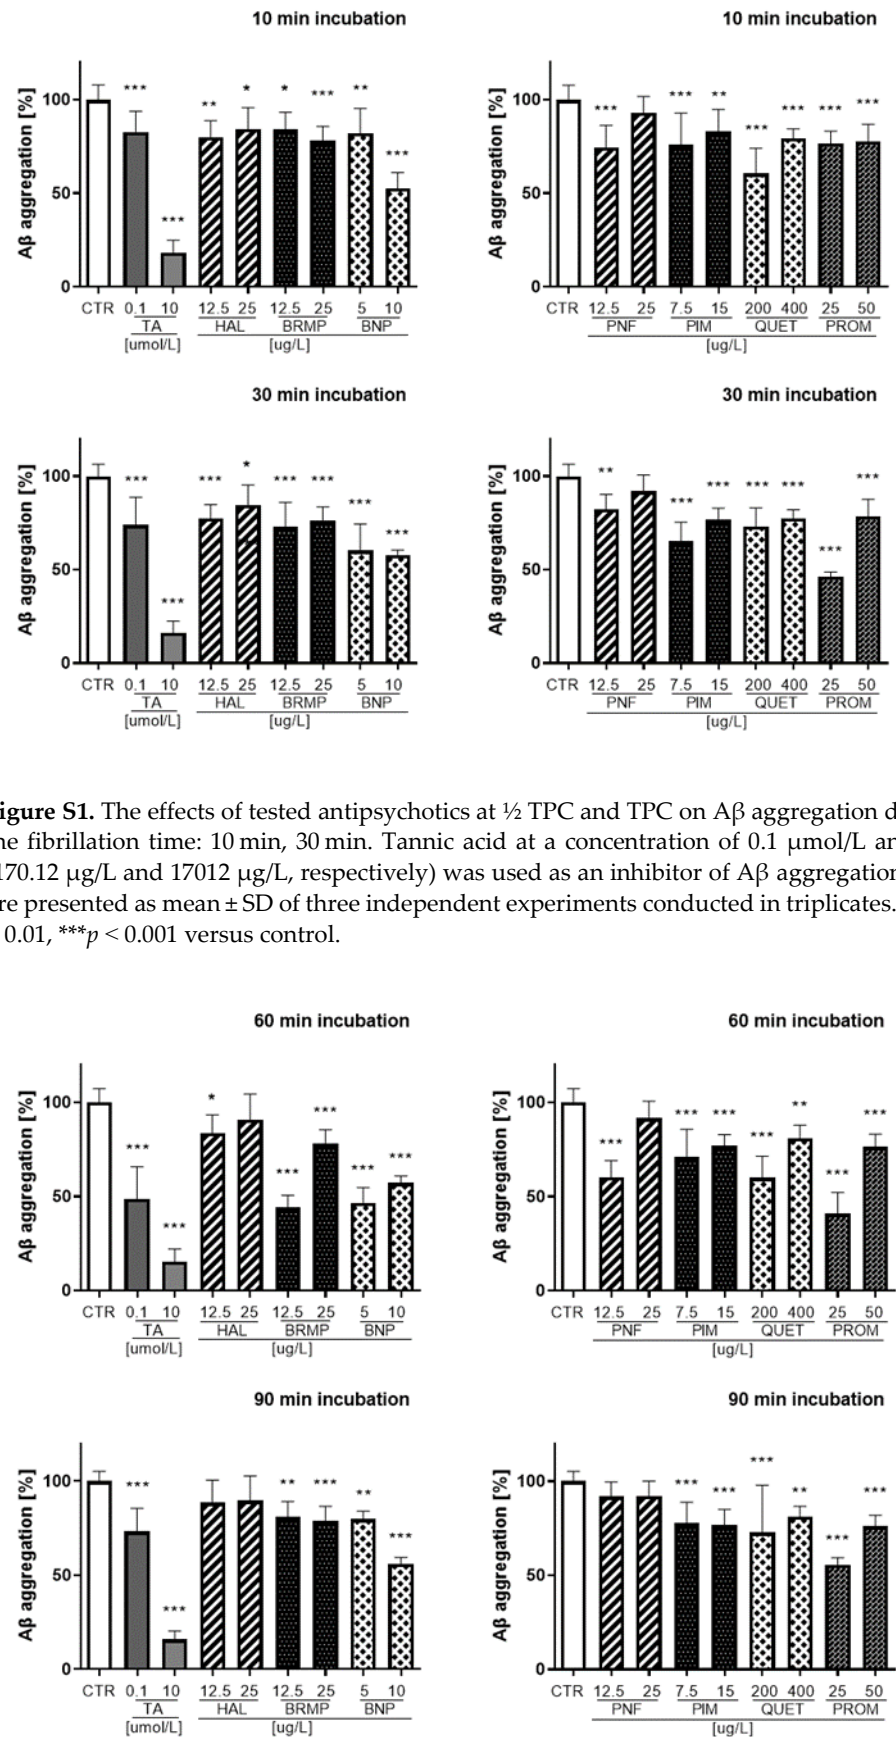 10 min incubation
Aβ aggregation [%]
100
50
0
*** *** ** * * *** ** ***
CTR 0.1 10 12.5 25 12.5 25 5 10
TA HAL BRMP BNP
[umol/L] [ug/L]
10 min incubation
Aβ aggregation [%]
100
50
0
*** *** ** *** *** *** ***
CTR 12.5 25 7.5 15 200 400 25 50
PNF PIM QUET PROM
[ug/L]
30 min incubation
Aβ aggregation [%]
100
50
0
*** *** *** * *** *** *** ***
CTR 0.1 10 12.5 25 12.5 25 5 10
TA HAL BRMP BNP
[umol/L] [ug/L]
30 min incubation
Aβ aggregation [%]
100
50
0
** *** *** *** *** *** ***
CTR 12.5 25 7.5 15 200 400 25 50
PNF PIM QUET PROM
[ug/L]
igure S1. The effects of tested antipsychotics at ½ TPC and TPC on Aβ aggregation d
ne fibrillation time: 10 min, 30 min. Tannic acid at a concentration of 0.1 μmol/L an
170.12 μg/L and 17012 μg/L, respectively) was used as an inhibitor of Aβ aggregation
re presented as mean ± SD of three independent experiments conducted in triplicates.
0.01, ***p < 0.001 versus control.
60 min incubation
Aβ aggregation [%]
100
50
0
*** *** * *** *** *** ***
CTR 0.1 10 12.5 25 12.5 25 5 10
TA HAL BRMP BNP
[umol/L] [ug/L]
60 min incubation
Aβ aggregation [%]
100
50
0
*** *** *** *** ** *** ***
CTR 12.5 25 7.5 15 200 400 25 50
PNF PIM QUET PROM
[ug/L]
90 min incubation
Aβ aggregation [%]
100
50
0
*** *** ** *** ** ***
CTR 0.1 10 12.5 25 12.5 25 5 10
TA HAL BRMP BNP
[umol/L] [ug/L]
90 min incubation
Aβ aggregation [%]
100
50
0
*** *** *** ** *** ***
CTR 12.5 25 7.5 15 200 400 25 50
PNF PIM QUET PROM
[ug/L]